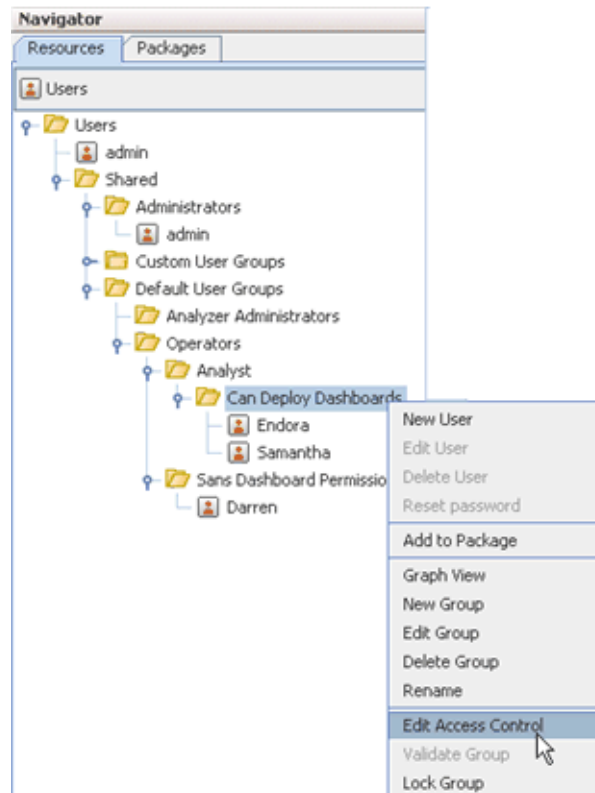 Navigator
Resources Packages
Users
Users
admin
Shared
Administrators
admin
Custom User Groups
Default User Groups
Analyzer Administrators
Operators
Analyst
Can Deploy Dashboards
Endora
Samantha
Sans Dashboard Permissio
Darren
New User
Edit User
Delete User
Reset password
Add to Package
Graph View
New Group
Edit Group
Delete Group
Rename
Edit Access Control
Validate Group
Lock Group